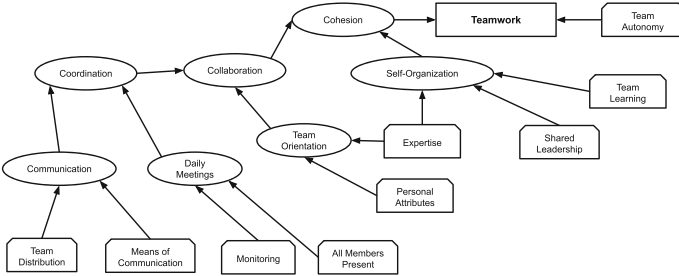 Cohesion
Teamwork
Team
Autonomy
Coordination
Collaboration
Self-Organization
Team
Learning
Team
Orientation
Expertise
Shared
Leadership
Communication
Daily
Meetings
Personal
Attributes
Team
Distribution
Means of
Communication
Monitoring
All Members
Present